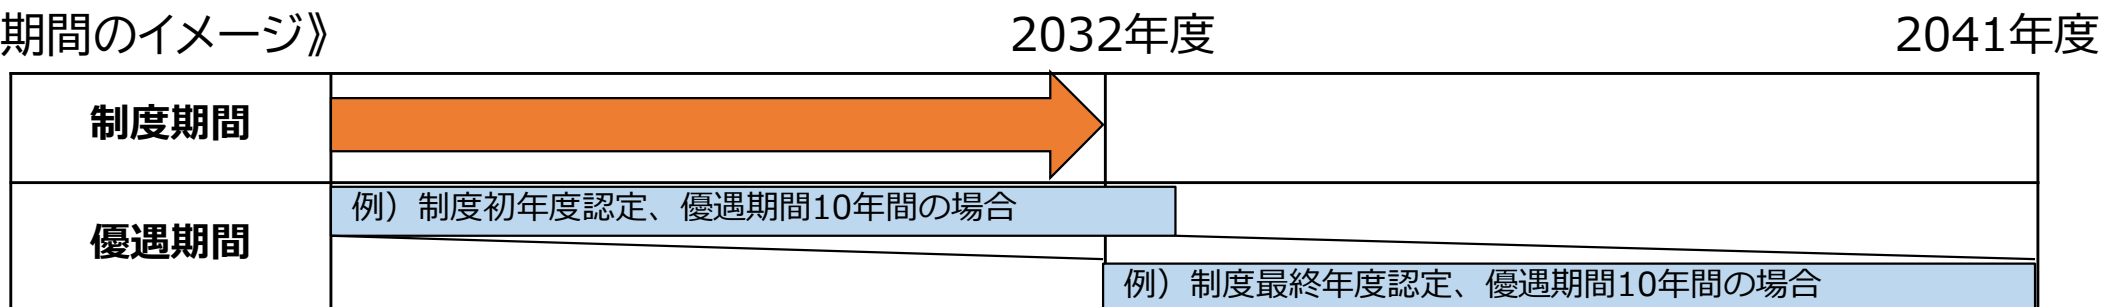 期間のイメージ》
2032年度
2041年度
制度期間
例）制度初年度認定、優遇期間10年間の場合
優遇期間
例）制度最終年度認定、優遇期間10年間の場合